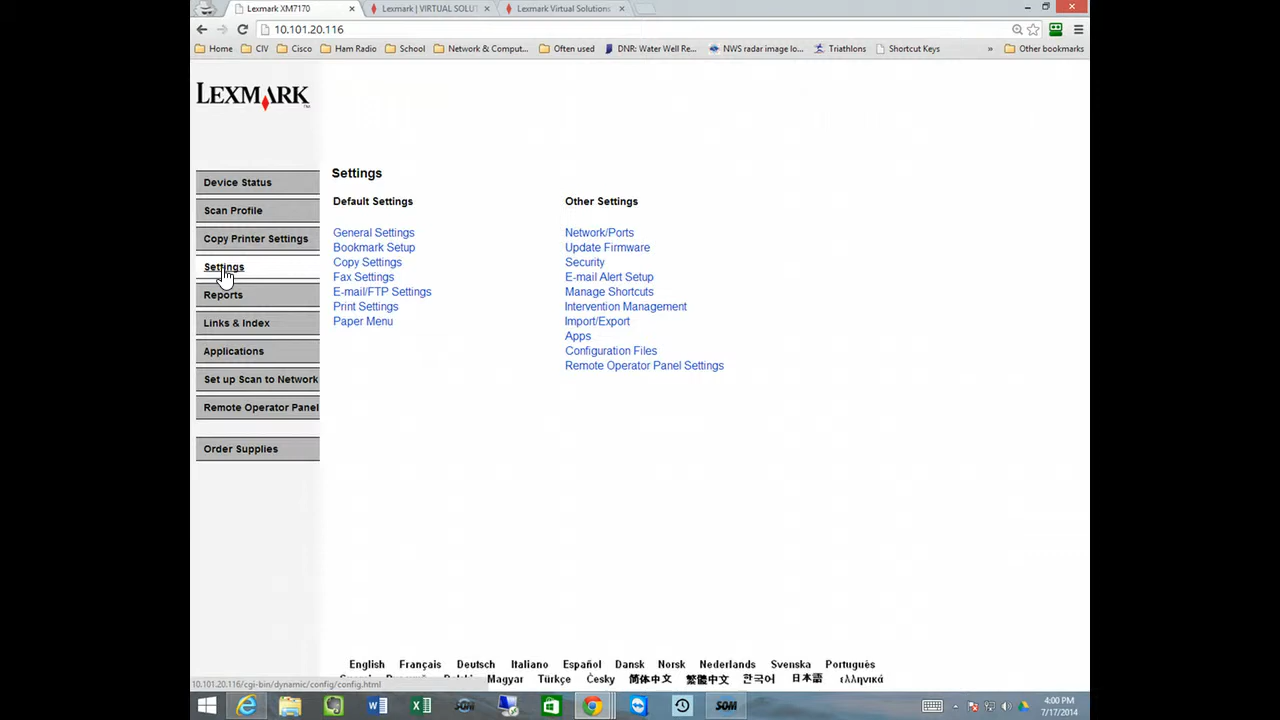 Lexmark XM7170
Lexmark | VIRTUAL SOLUT
Lexmark Virtual Solutions
10.101.20.116
Home
CIV
Cisco
Ham Radio
School
Network & Comput...
Often used
DNR: Water Well Re...
NWS radar image lo...
Triathlons
Shortcut Keys
»
Other bookmarks
LEXMARK
Device Status
Scan Profile
Copy Printer Settings
Settings
Reports
Links & Index
Applications
Set up Scan to Network
Remote Operator Panel
Order Supplies
Settings
Default Settings
General Settings
Bookmark Setup
Copy Settings
Fax Settings
E-mail/FTP Settings
Print Settings
Paper Menu
Other Settings
Network/Ports
Update Firmware
Security
E-mail Alert Setup
Manage Shortcuts
Intervention Management
Import/Export
Apps
Configuration Files
Remote Operator Panel Settings
English Français Deutsch Italiano Español Dansk Norsk Nederlands Svenska Português
Magyar Türkçe Česky 简体中文 繁體中文 한국어 日本語 ελληνικά
10.101.20.116/cgi-bin/dynamic/config/config.html
SOM
4:00 PM
7/17/2014